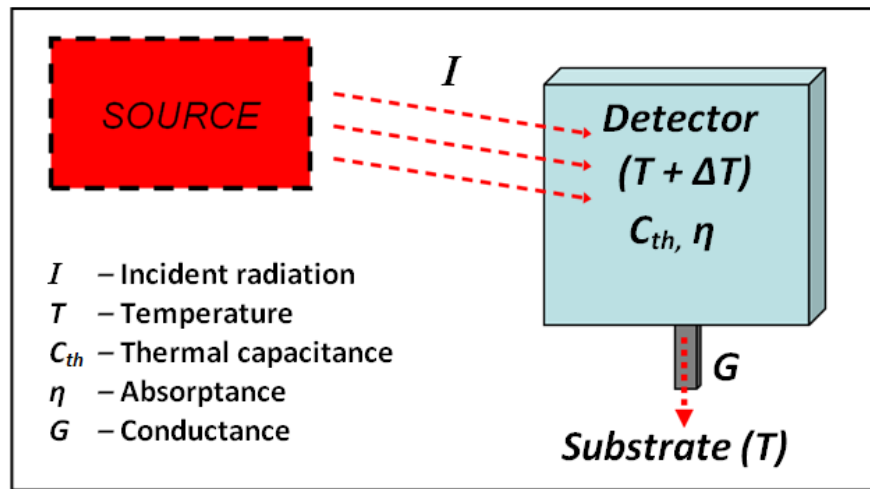 SOURCE
I
Detector
(T + ΔT)
C_th, η
I – Incident radiation
T – Temperature
C_th – Thermal capacitance
η – Absorptance
G – Conductance
G
Substrate (T)